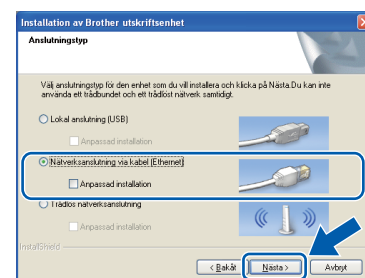 Installation av Brother utskriftsenhet
Anslutningstyp
Välj anslutningstyp för den enhet som du vill installera och klicka på Nästa.Du kan inte
använda ett trådbundet och ett trådlöst nätverk samtidigt.
Lokal anslutning (USB)
Anpassad installation
Nätverksanslutning via kabel (Ethernet)
Anpassad installation
Trådlös nätverksanslutning
Anpassad installation
InstallShield
< Bakåt
Nästa >
Avbryt